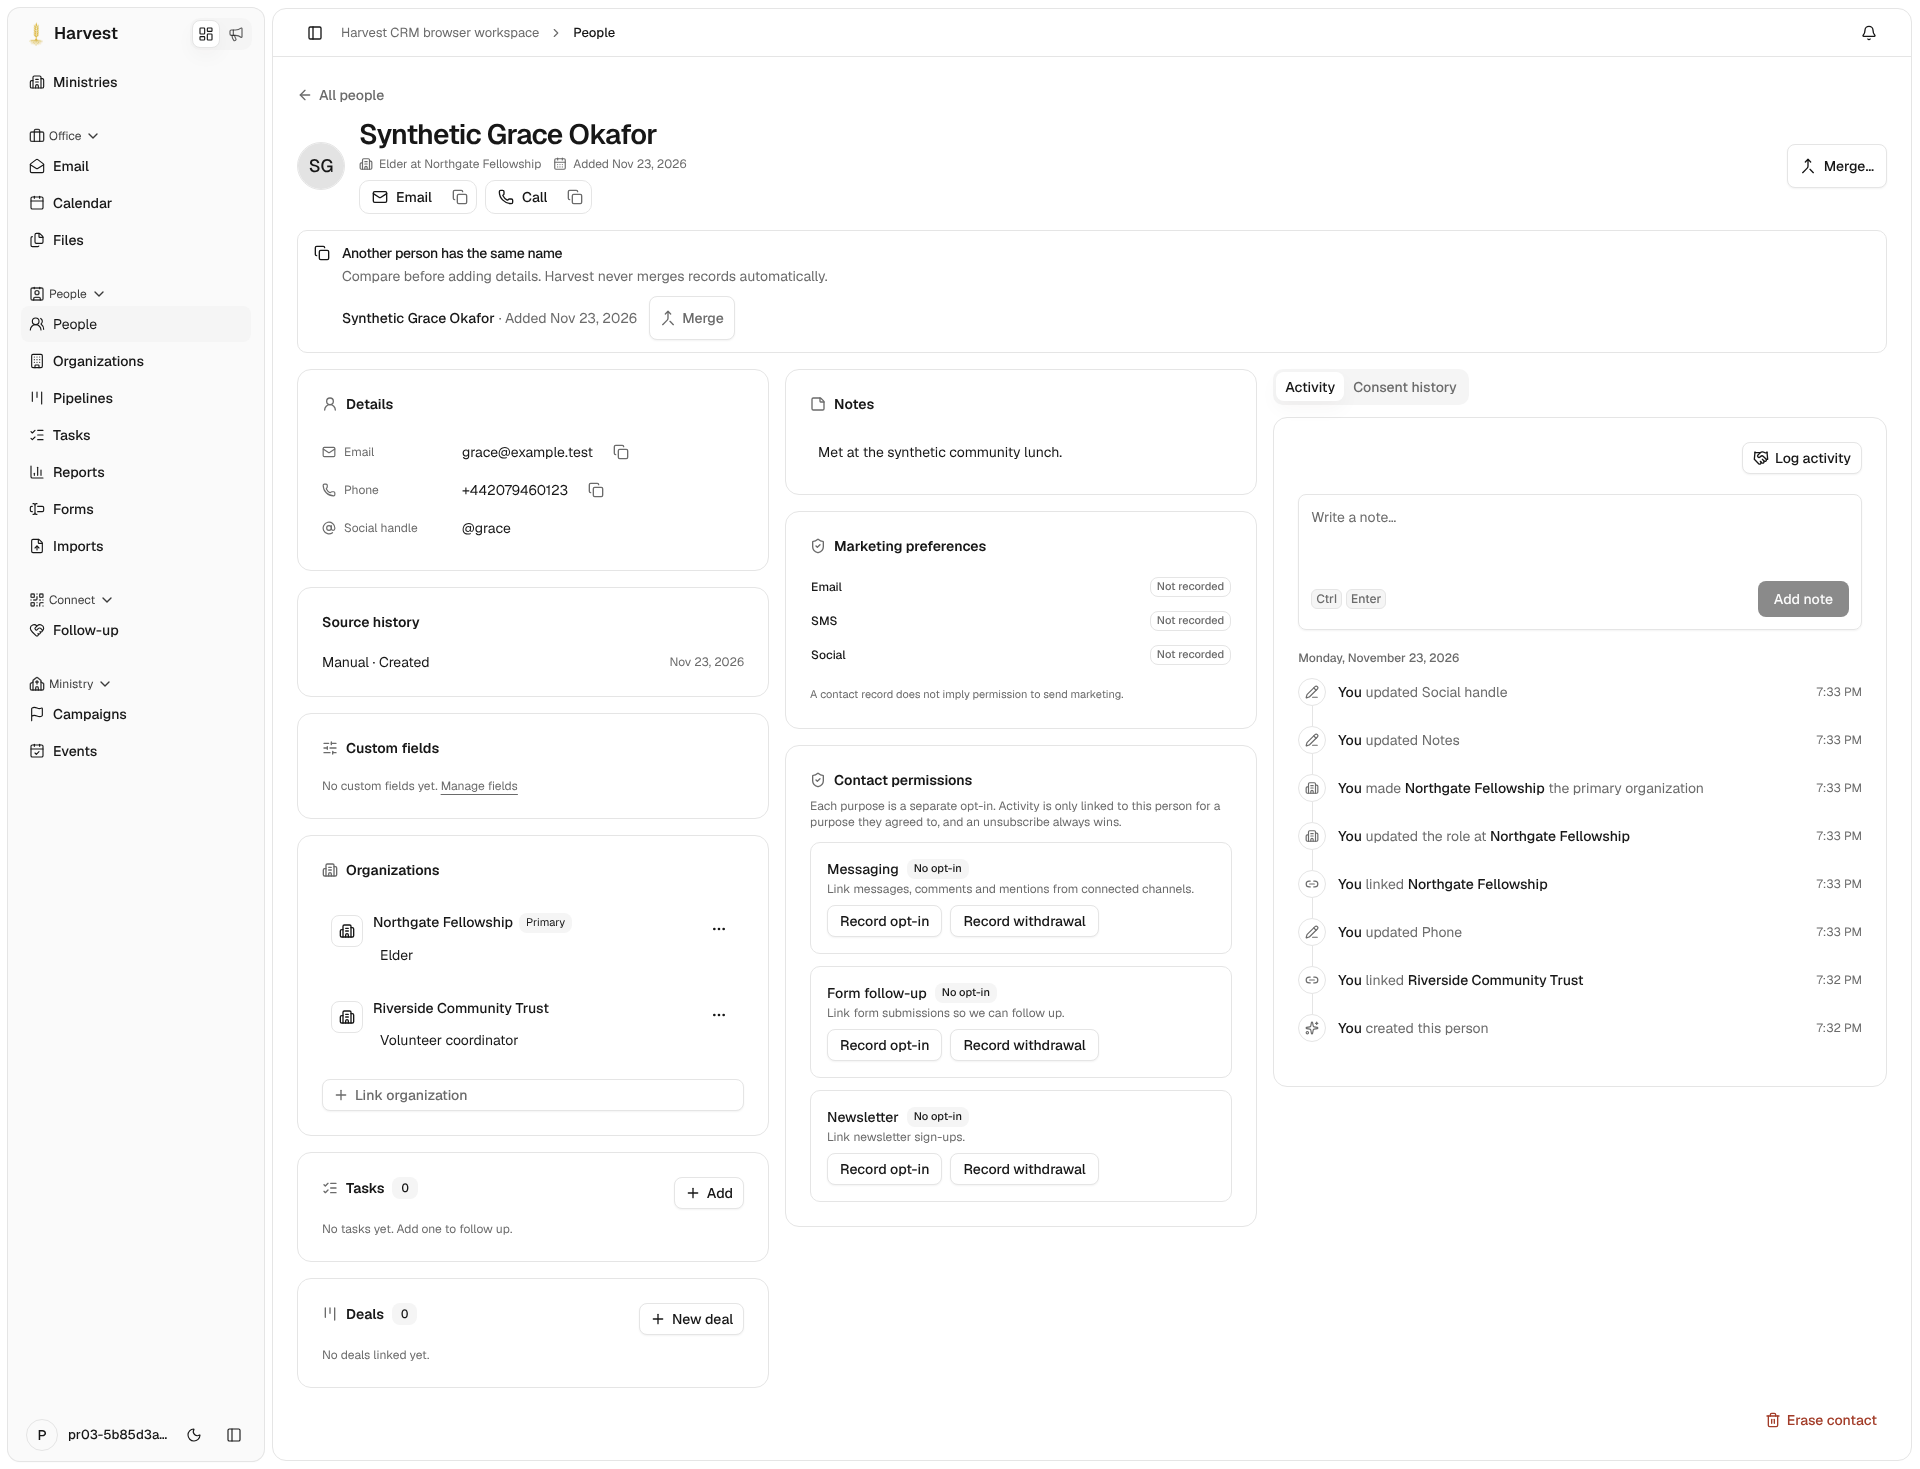 Harvest
Ministries
Office
Email
Calendar
Files
People
People
Organizations
Pipelines
Tasks
Reports
Forms
Imports
Connect
Follow-up
Ministry
Campaigns
Events
P
pr03-5b85d3a...
Harvest CRM browser workspace > People
All people
SG
Synthetic Grace Okafor
Elder at Northgate Fellowship Added Nov 23, 2026
Email Call
Merge...
Another person has the same name
Compare before adding details. Harvest never merges records automatically.
Synthetic Grace Okafor · Added Nov 23, 2026 Merge
Details
Email grace@example.test
Phone +442079460123
Social handle @grace
Source history
Manual · Created Nov 23, 2026
Custom fields
No custom fields yet. Manage fields
Organizations
Northgate Fellowship Primary
Elder
Riverside Community Trust
Volunteer coordinator
Link organization
Tasks 0 Add
No tasks yet. Add one to follow up.
Deals 0 New deal
No deals linked yet.
Notes
Met at the synthetic community lunch.
Marketing preferences
Email Not recorded
SMS Not recorded
Social Not recorded
A contact record does not imply permission to send marketing.
Contact permissions
Each purpose is a separate opt-in. Activity is only linked to this person for a
purpose they agreed to, and an unsubscribe always wins.
Messaging No opt-in
Link messages, comments and mentions from connected channels.
Record opt-in Record withdrawal
Form follow-up No opt-in
Link form submissions so we can follow up.
Record opt-in Record withdrawal
Newsletter No opt-in
Link newsletter sign-ups.
Record opt-in Record withdrawal
Activity Consent history
Log activity
Write a note...
Ctrl Enter Add note
Monday, November 23, 2026
You updated Social handle 7:33 PM
You updated Notes 7:33 PM
You made Northgate Fellowship the primary organization 7:33 PM
You updated the role at Northgate Fellowship 7:33 PM
You linked Northgate Fellowship 7:33 PM
You updated Phone 7:33 PM
You linked Riverside Community Trust 7:32 PM
You created this person 7:32 PM
Erase contact